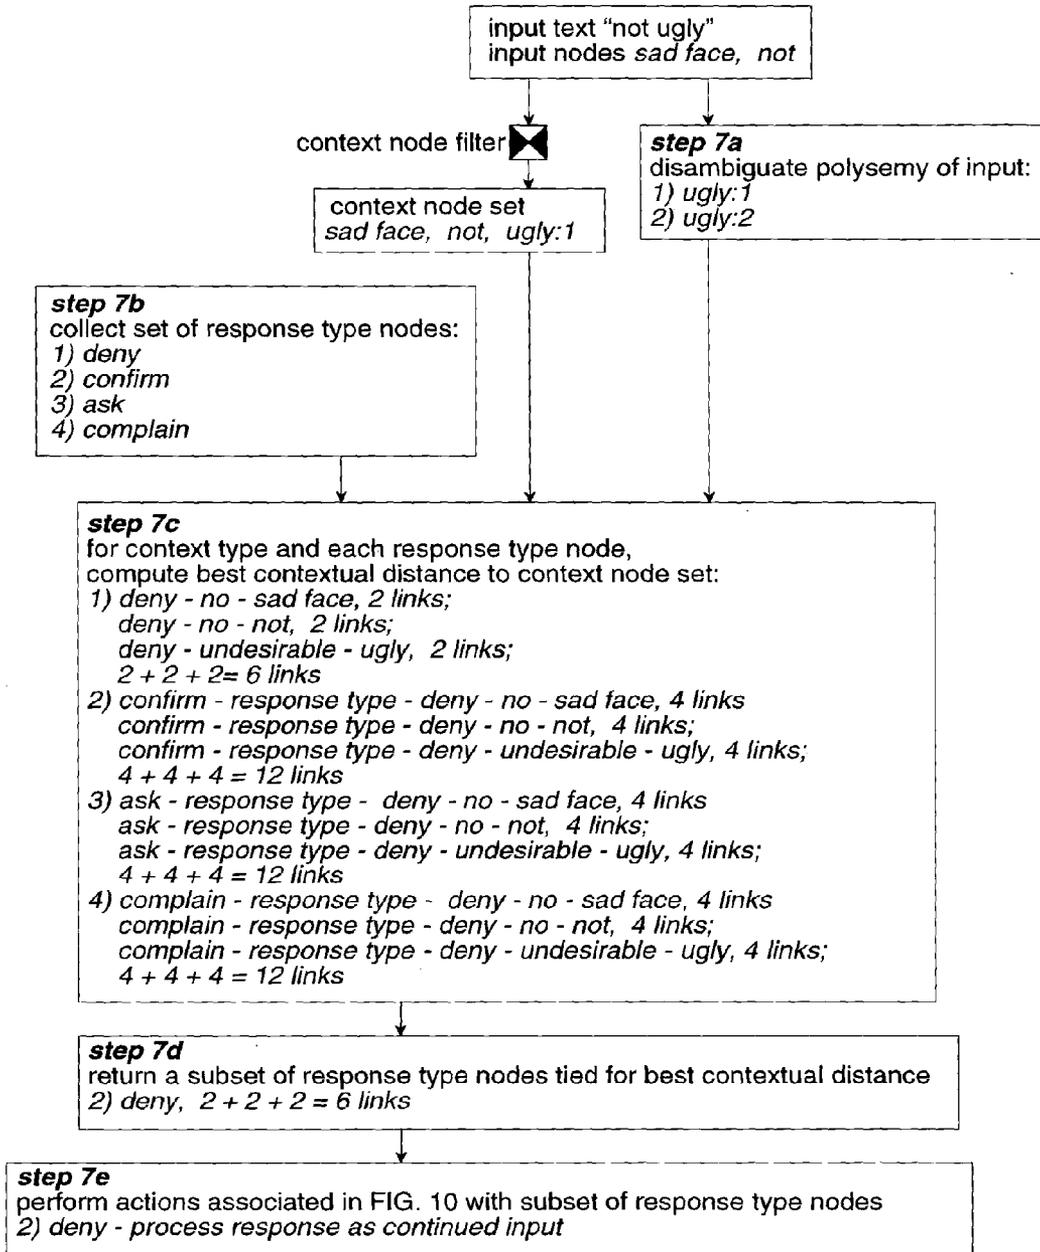 input text “not ugly”
input nodes sad face, not
context node filter
step 7a
disambiguate polysemy of input:
1) ugly:1
2) ugly:2
context node set
sad face, not, ugly:1
step 7b
collect set of response type nodes:
1) deny
2) confirm
3) ask
4) complain
step 7c
for context type and each response type node,
compute best contextual distance to context node set:
1) deny - no - sad face, 2 links;
deny - no - not, 2 links;
deny - undesirable - ugly, 2 links;
2 + 2 + 2= 6 links
2) confirm - response type - deny - no - sad face, 4 links
confirm - response type - deny - no - not, 4 links;
confirm - response type - deny - undesirable - ugly, 4 links;
4 + 4 + 4 = 12 links
3) ask - response type - deny - no - sad face, 4 links
ask - response type - deny - no - not, 4 links;
ask - response type - deny - undesirable - ugly, 4 links;
4 + 4 + 4 = 12 links
4) complain - response type - deny - no - sad face, 4 links
complain - response type - deny - no - not, 4 links;
complain - response type - deny - undesirable - ugly, 4 links;
4 + 4 + 4 = 12 links
step 7d
return a subset of response type nodes tied for best contextual distance
2) deny, 2 + 2 + 2 = 6 links
step 7e
perform actions associated in FIG. 10 with subset of response type nodes
2) deny - process response as continued input